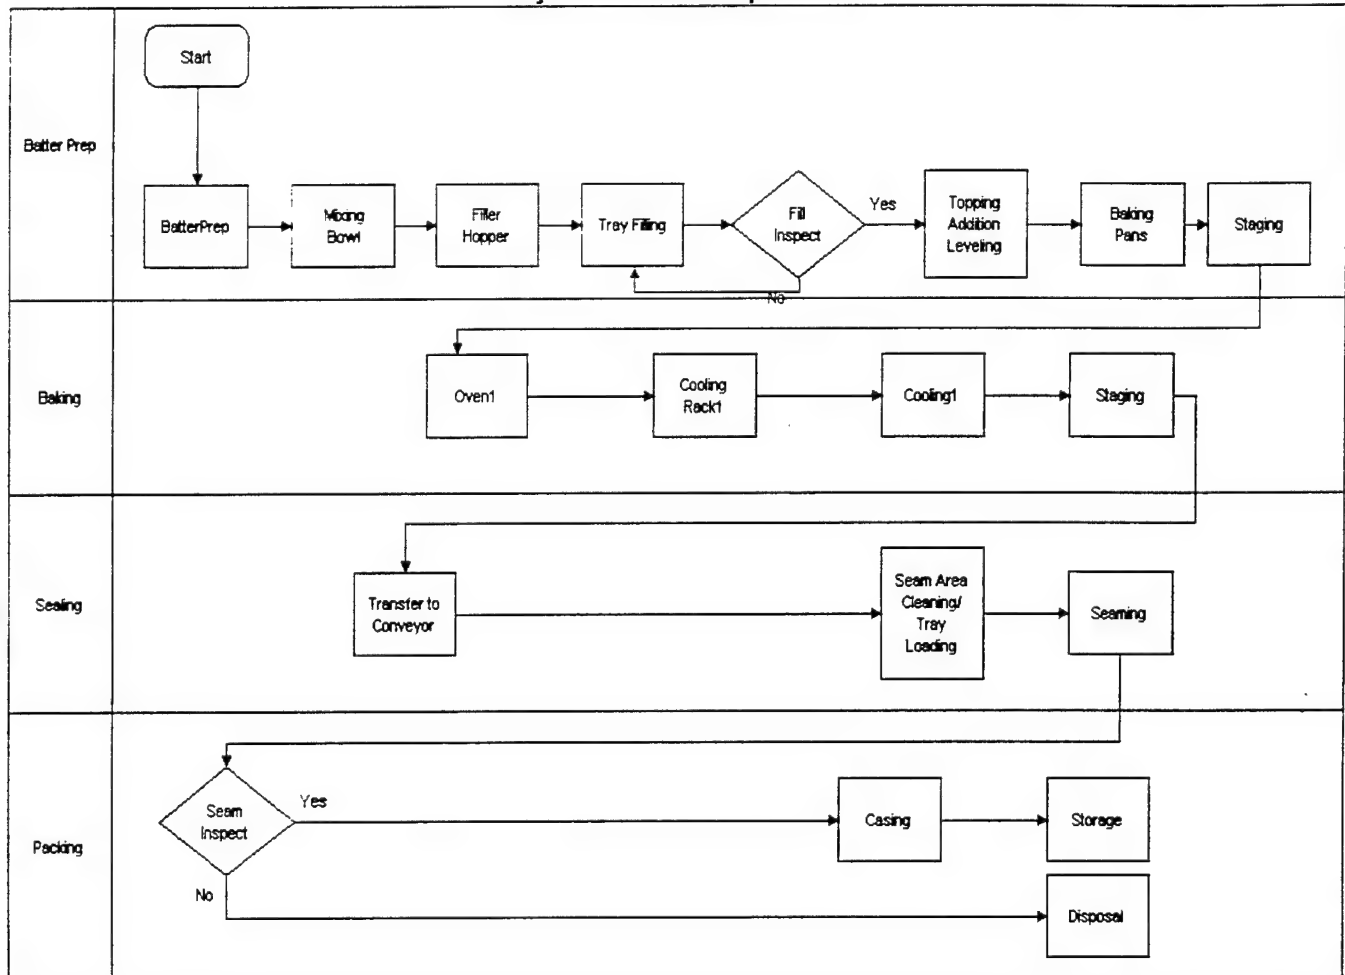 Start
Batter Prep
BatterPrep
Mixing
Bowl
Filler
Hopper
Tray Filling
Fill
Inspect
Yes
No
Topping
Addition
Leveling
Baking
Pans
Staging
Baking
Oven1
Cooling
Rack1
Cooling1
Staging
Sealing
Transfer to
Conveyor
Seam Area
Cleaning/
Tray
Loading
Seaming
Packing
Seam
Inspect
Yes
No
Casing
Storage
Disposal